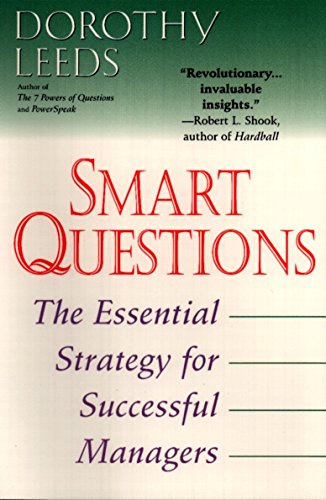 DOROTHY
LEEDS
Author of
The 7 Powers of Questions
and PowerSpeak
"Revolutionary...
invaluable
insights."
—Robert L. Shook,
author of Hardball
SMART
QUESTIONS
The Essential
Strategy for
Successful
Managers